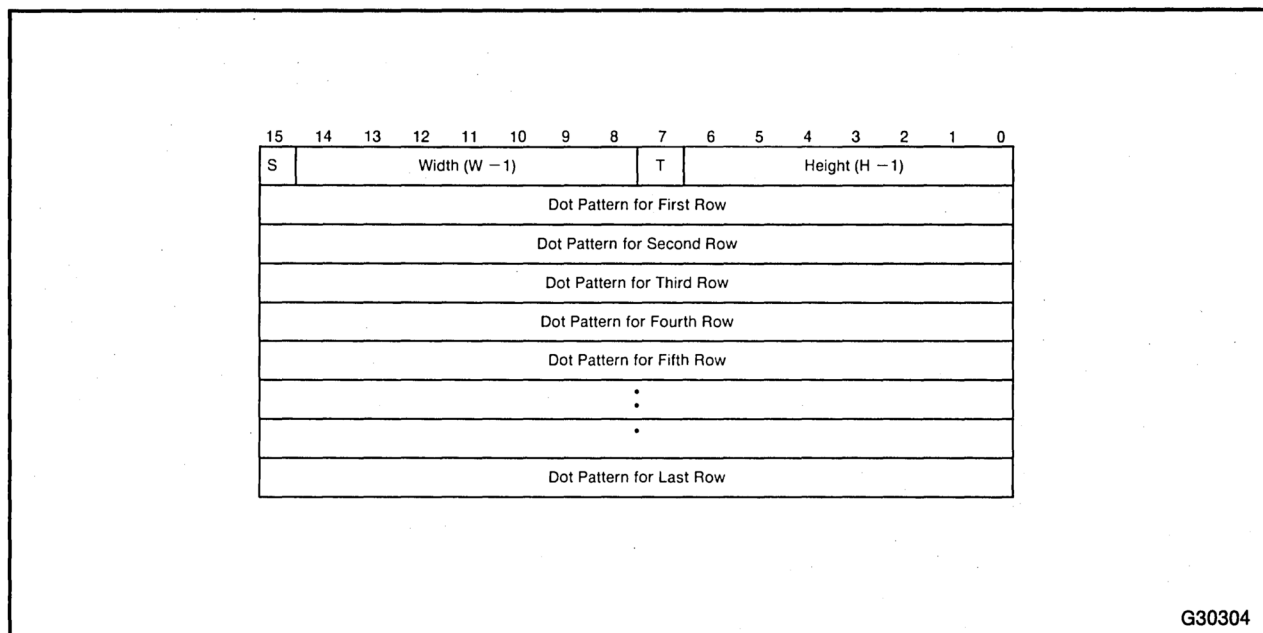 15 14 13 12 11 10 9 8 7 6 5 4 3 2 1 0
S Width (W −1) T Height (H −1)
Dot Pattern for First Row
Dot Pattern for Second Row
Dot Pattern for Third Row
Dot Pattern for Fourth Row
Dot Pattern for Fifth Row
Dot Pattern for Last Row
G30304